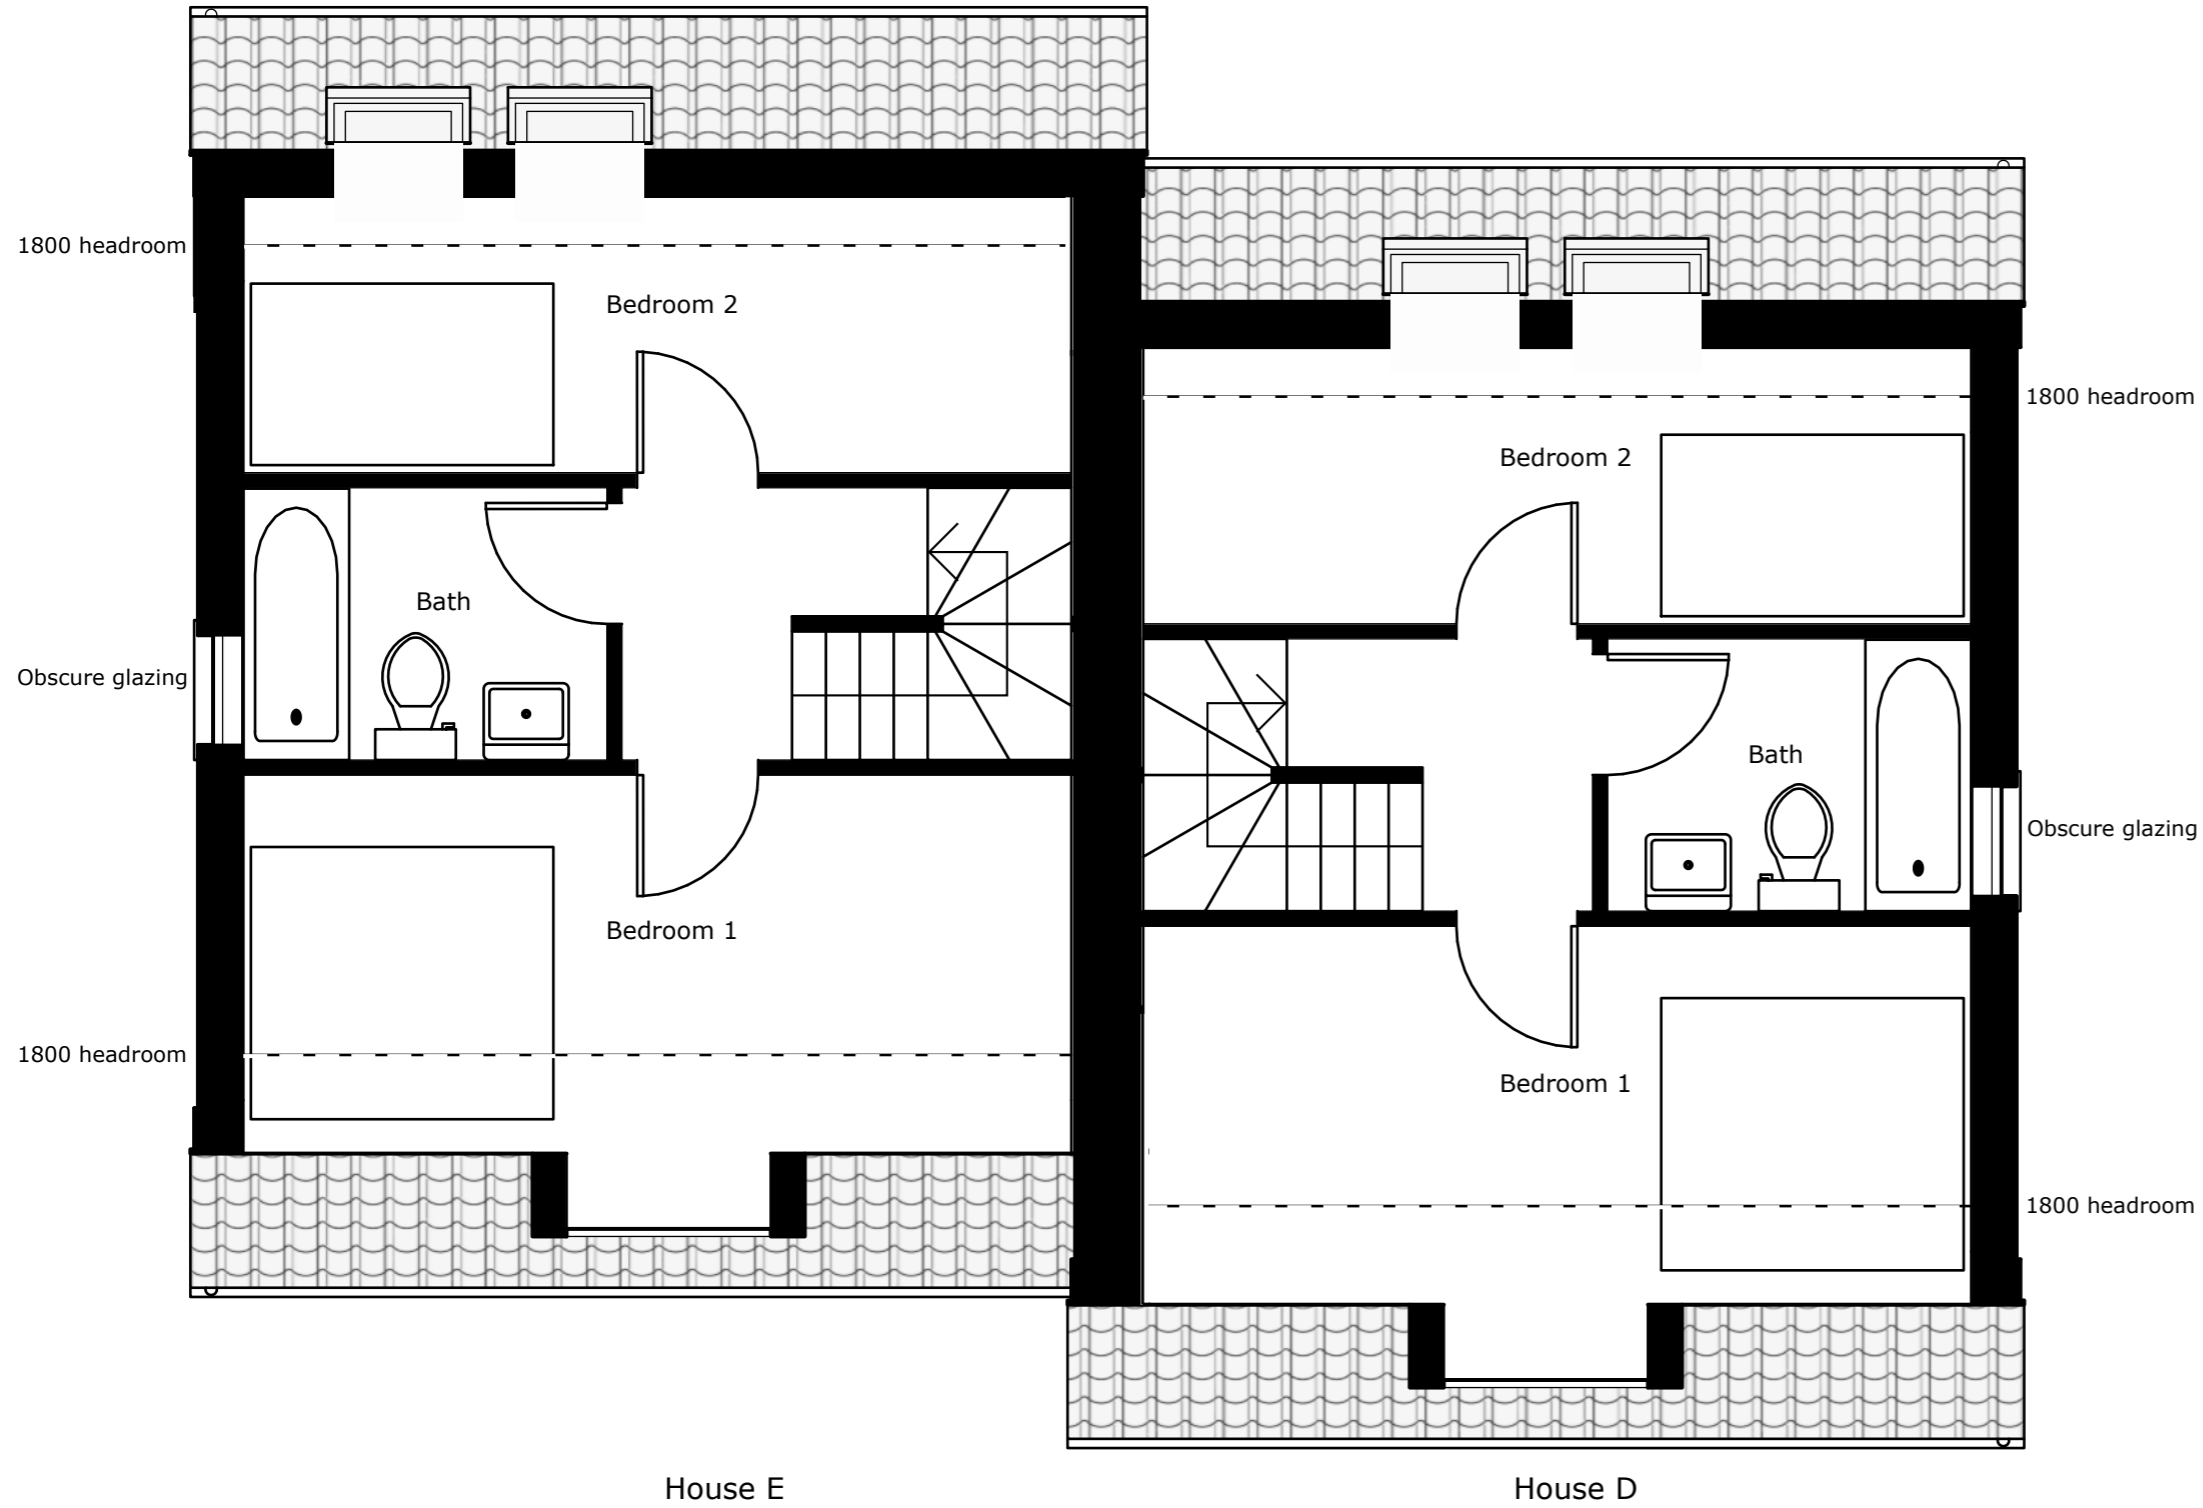 1800 headroom
Bedroom 2
1800 headroom
Bedroom 2
Bath
Obscure glazing
Bath
Obscure glazing
Bedroom 1
1800 headroom
Bedroom 1
1800 headroom
House E
House D